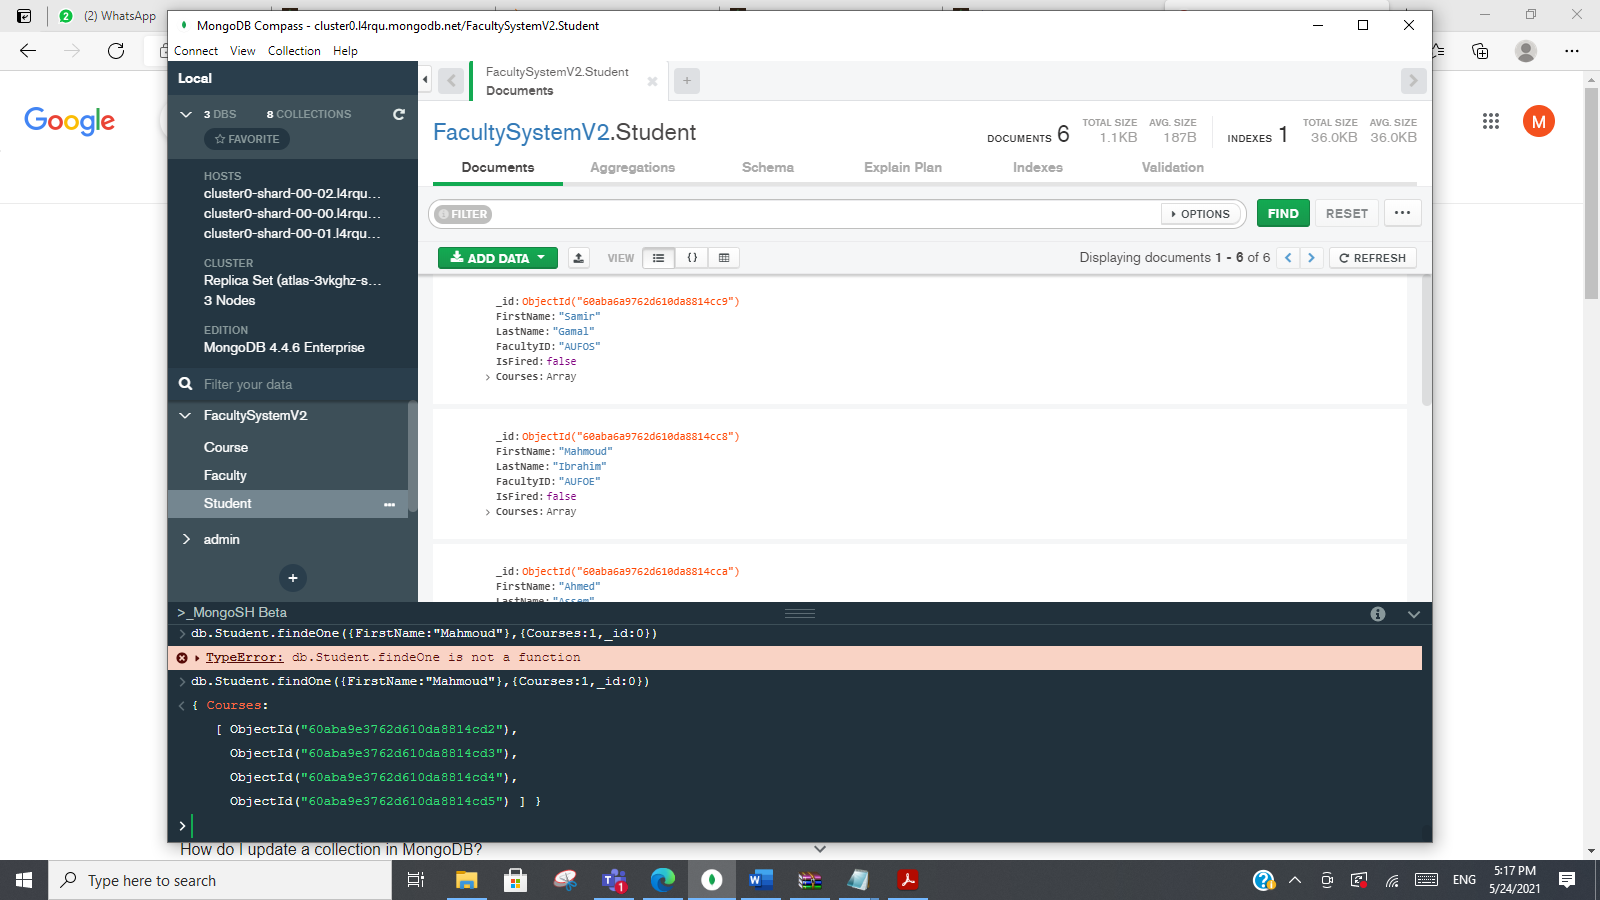 (2) WhatsApp
MongoDB Compass - cluster0.l4rqu.mongodb.net/FacultySystemV2.Student
Connect View Collection Help
Local
3 DBS 8 COLLECTIONS
FAVORITE
HOSTS
cluster0-shard-00-02.l4rqu...
cluster0-shard-00-00.l4rqu...
cluster0-shard-00-01.l4rqu...
CLUSTER
Replica Set (atlas-3vkghz-s...
3 Nodes
EDITION
MongoDB 4.4.6 Enterprise
Filter your data
FacultySystemV2
Course
Faculty
Student
admin
Google
M
FacultySystemV2.Student
Documents
FacultySystemV2.Student
DOCUMENTS 6 TOTAL SIZE 1.1KB AVG. SIZE 187B INDEXES 1 TOTAL SIZE 36.0KB AVG. SIZE 36.0KB
Documents Aggregations Schema Explain Plan Indexes Validation
FILTER OPTIONS FIND RESET ...
ADD DATA VIEW { } Displaying documents 1 - 6 of 6 REFRESH
_id: ObjectId("60aba6a9762d610da8814cc9")
FirstName: "Samir"
LastName: "Gamal"
FacultyID: "AUFOS"
IsFired: false
> Courses: Array
_id: ObjectId("60aba6a9762d610da8814cc8")
FirstName: "Mahmoud"
LastName: "Ibrahim"
FacultyID: "AUFOE"
IsFired: false
> Courses: Array
_id: ObjectId("60aba6a9762d610da8814cca")
FirstName: "Ahmed"
LastName: "Assem"
>_MongoSH Beta
> db.Student.findeOne({FirstName:"Mahmoud"},{Courses:1,_id:0})
TypeError: db.Student.findeOne is not a function
> db.Student.findOne({FirstName:"Mahmoud"},{Courses:1,_id:0})
< { Courses:
[ ObjectId("60aba9e3762d610da8814cd2"),
ObjectId("60aba9e3762d610da8814cd3"),
ObjectId("60aba9e3762d610da8814cd4"),
ObjectId("60aba9e3762d610da8814cd5") ] }
>
How do I update a collection in MongoDB?
Type here to search
1
ENG
5:17 PM
5/24/2021